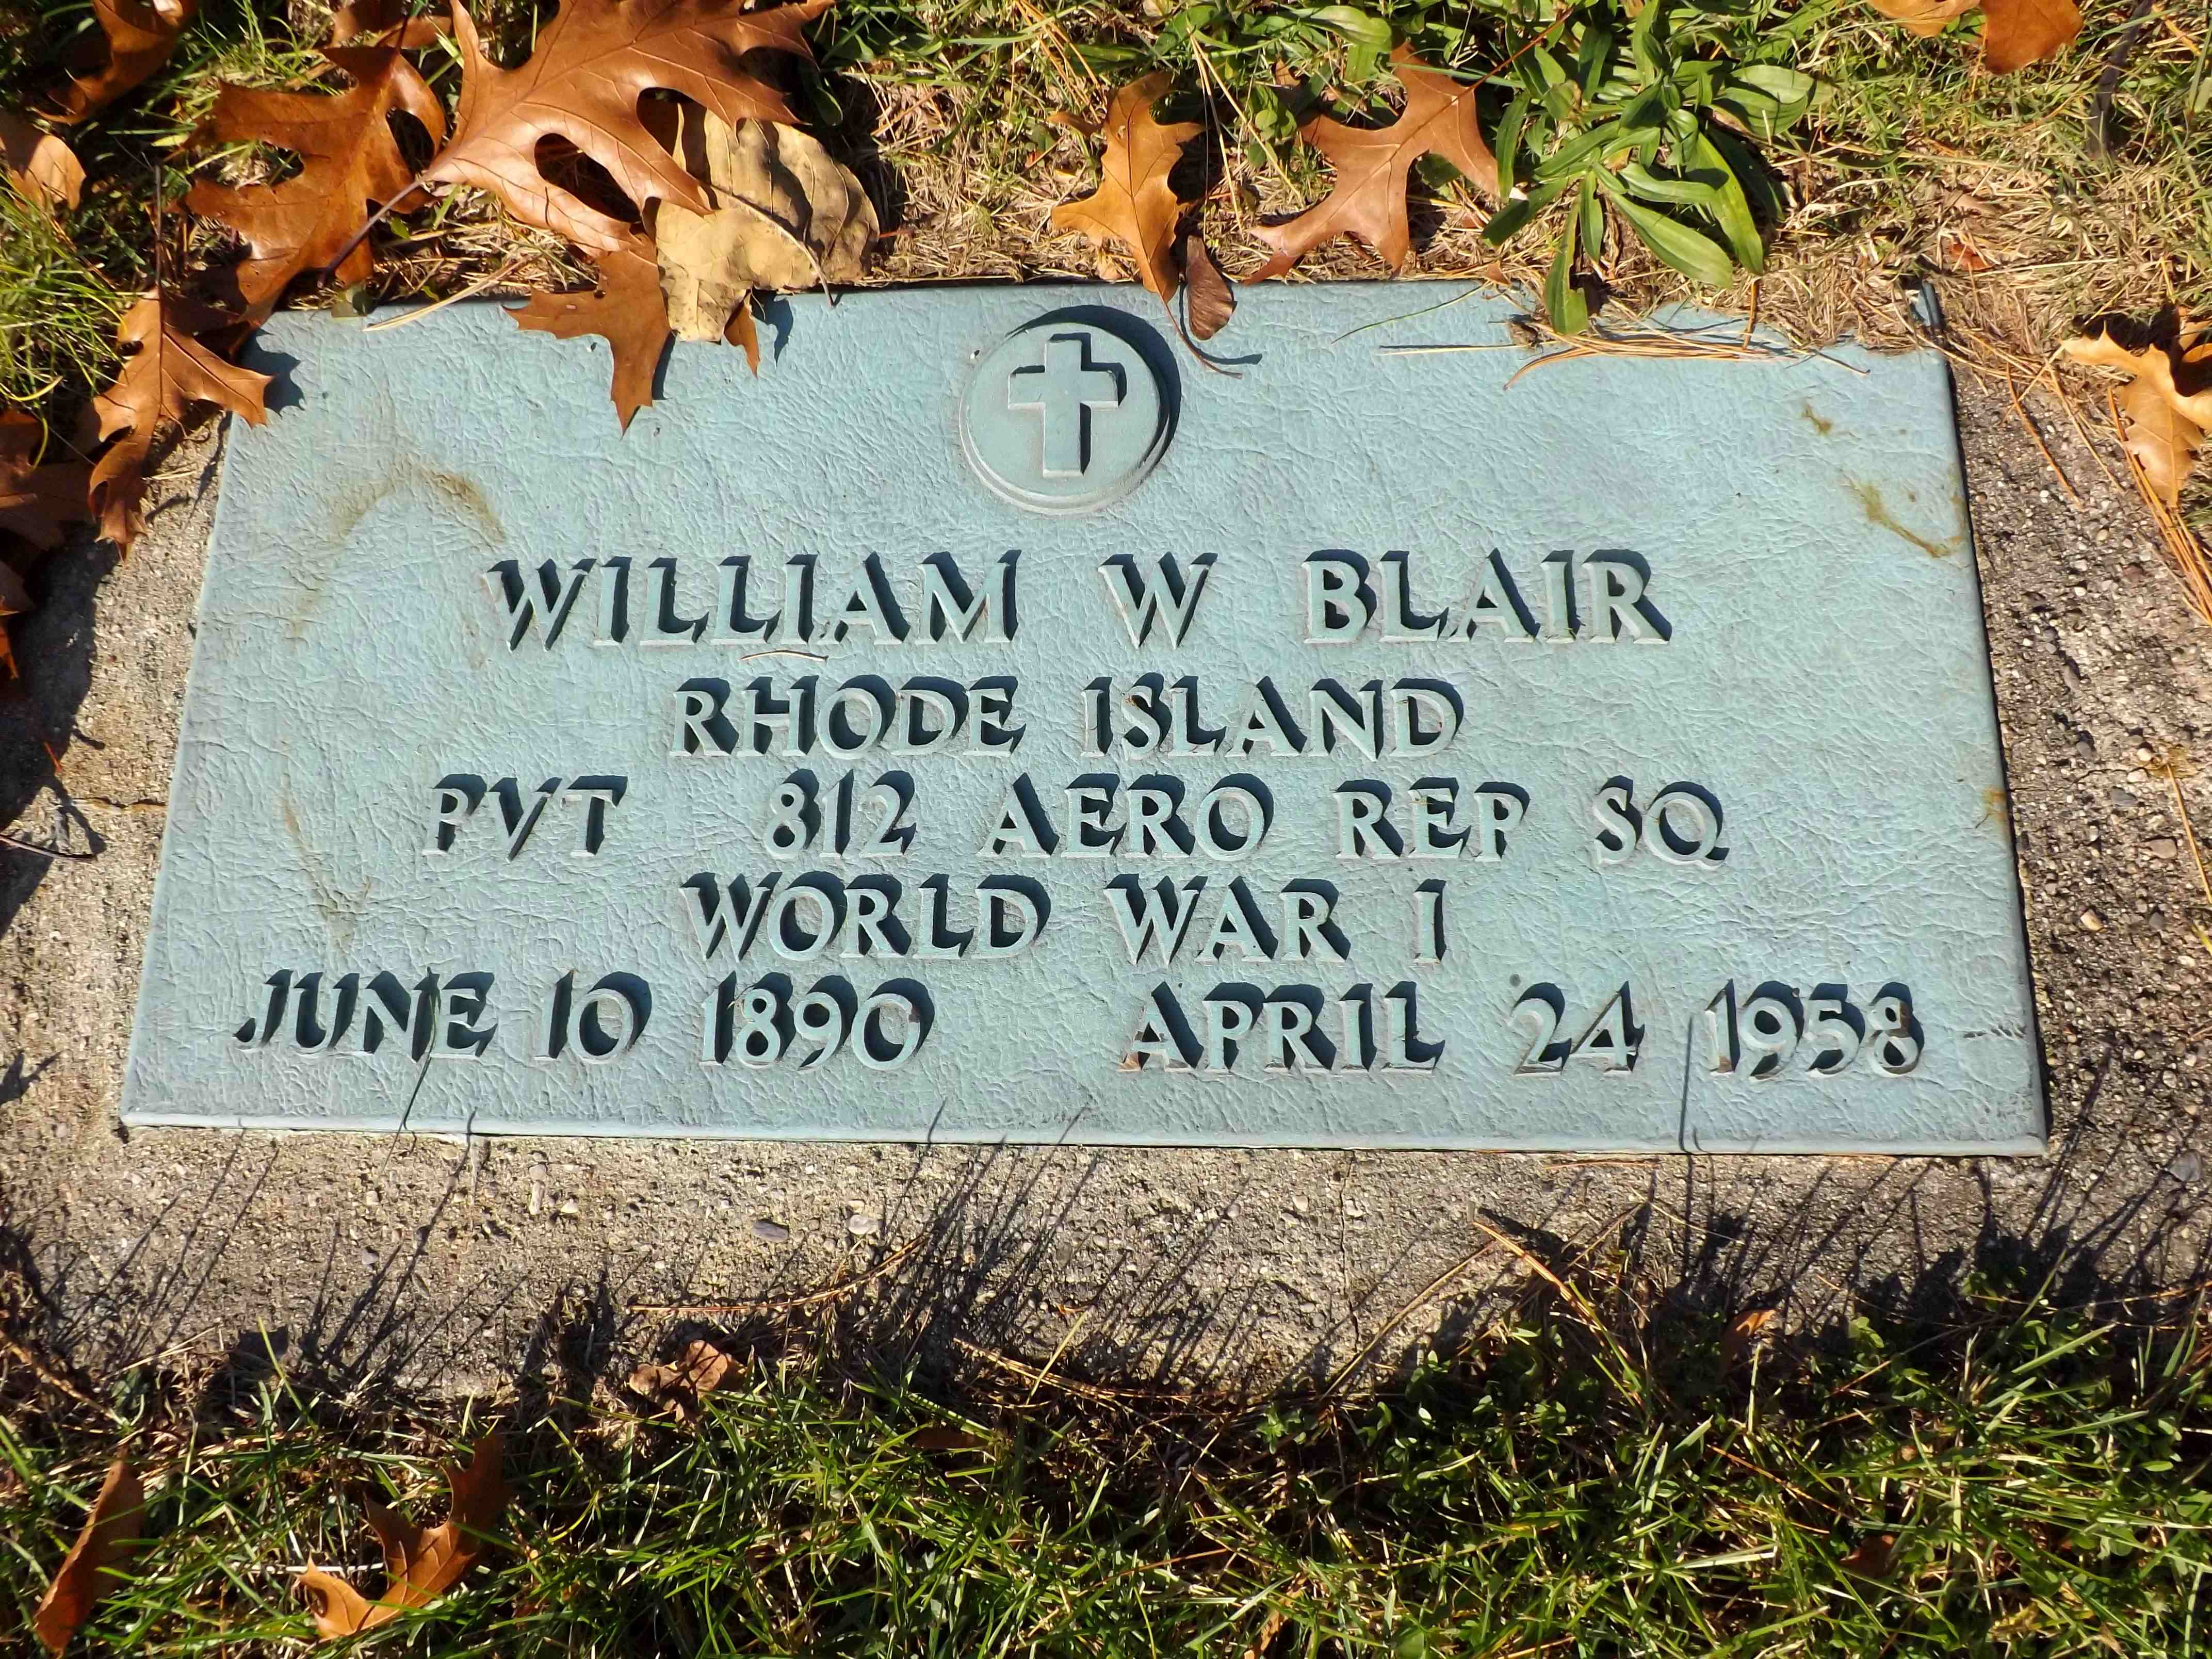 WILLIAM W BLAIR
RHODE ISLAND
PVT 812 AERO REP SQ
WORLD WAR I
JUNE 10 1890 APRIL 24 1958